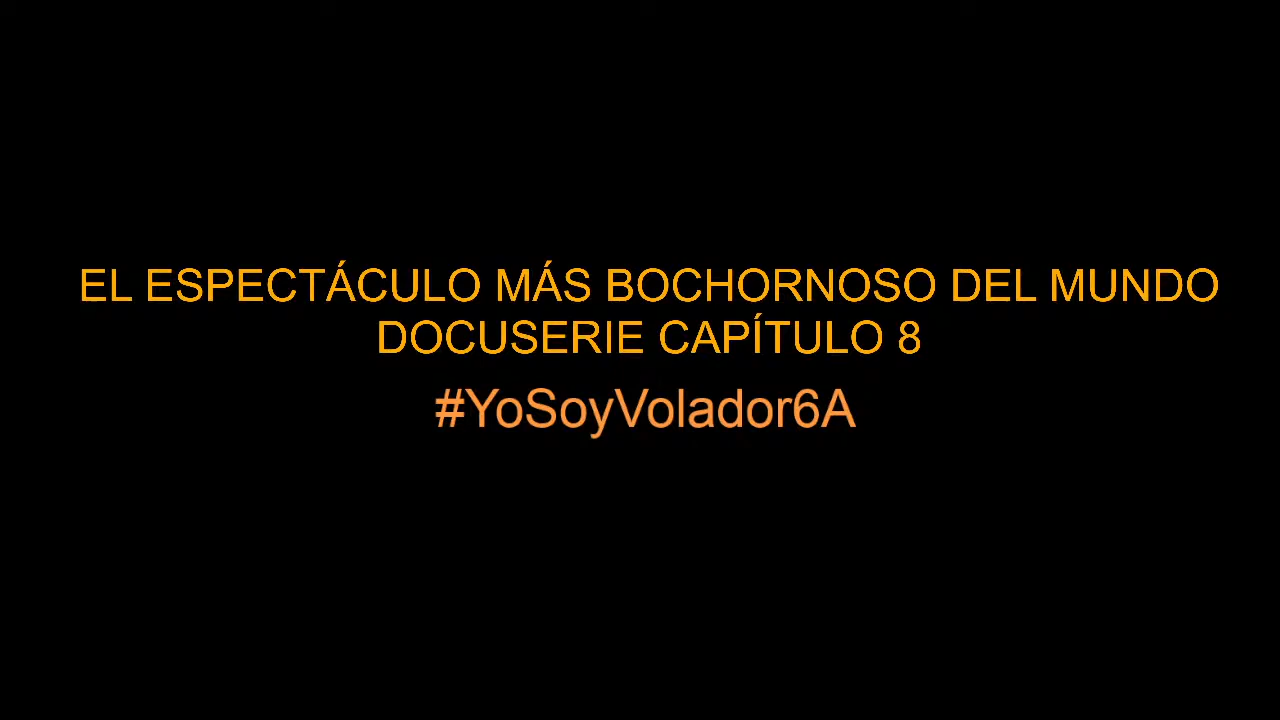 EL ESPECTÁCULO MÁS BOCHORNOSO DEL MUNDO
DOCUSERIE CAPÍTULO 8
#YoSoyVolador6A